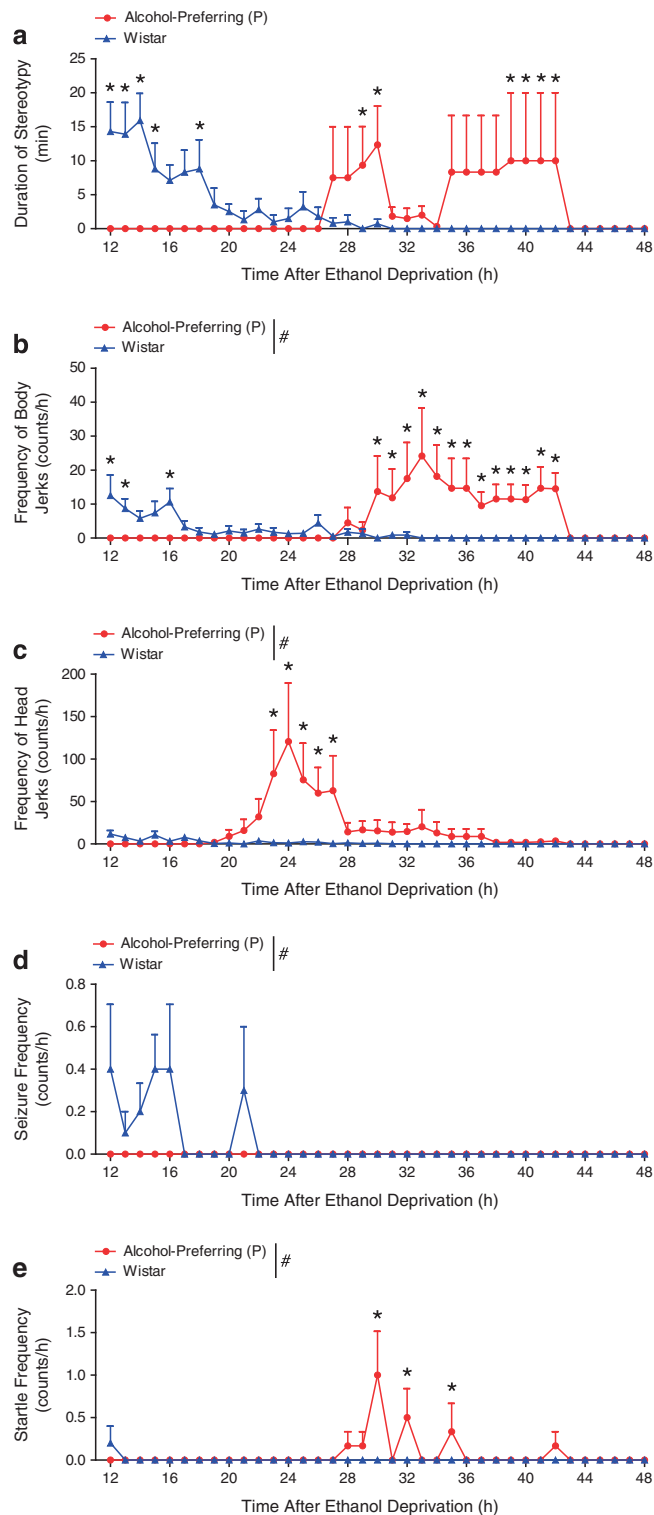 a
Alcohol-Preferring (P)
Wistar
Duration of Stereotypy
(min)
25
20
15
10
5
0
* * * * * * * * * * *
12 16 20 24 28 32 36 40 44 48
Time After Ethanol Deprivation (h)
b
Alcohol-Preferring (P)
Wistar
#
Frequency of Body
Jerks (counts/h)
50
40
30
20
10
0
* * * * * * * * * * * * * * * *
12 16 20 24 28 32 36 40 44 48
Time After Ethanol Deprivation (h)
c
Alcohol-Preferring (P)
Wistar
#
Frequency of Head
Jerks (counts/h)
200
150
100
50
0
* * * * *
12 16 20 24 28 32 36 40 44 48
Time After Ethanol Deprivation (h)
d
Alcohol-Preferring (P)
Wistar
#
Seizure Frequency
(counts/h)
0.8
0.6
0.4
0.2
0.0
12 16 20 24 28 32 36 40 44 48
Time After Ethanol Deprivation (h)
e
Alcohol-Preferring (P)
Wistar
#
Startle Frequency
(counts/h)
2.0
1.5
1.0
0.5
0.0
* * *
12 16 20 24 28 32 36 40 44 48
Time After Ethanol Deprivation (h)